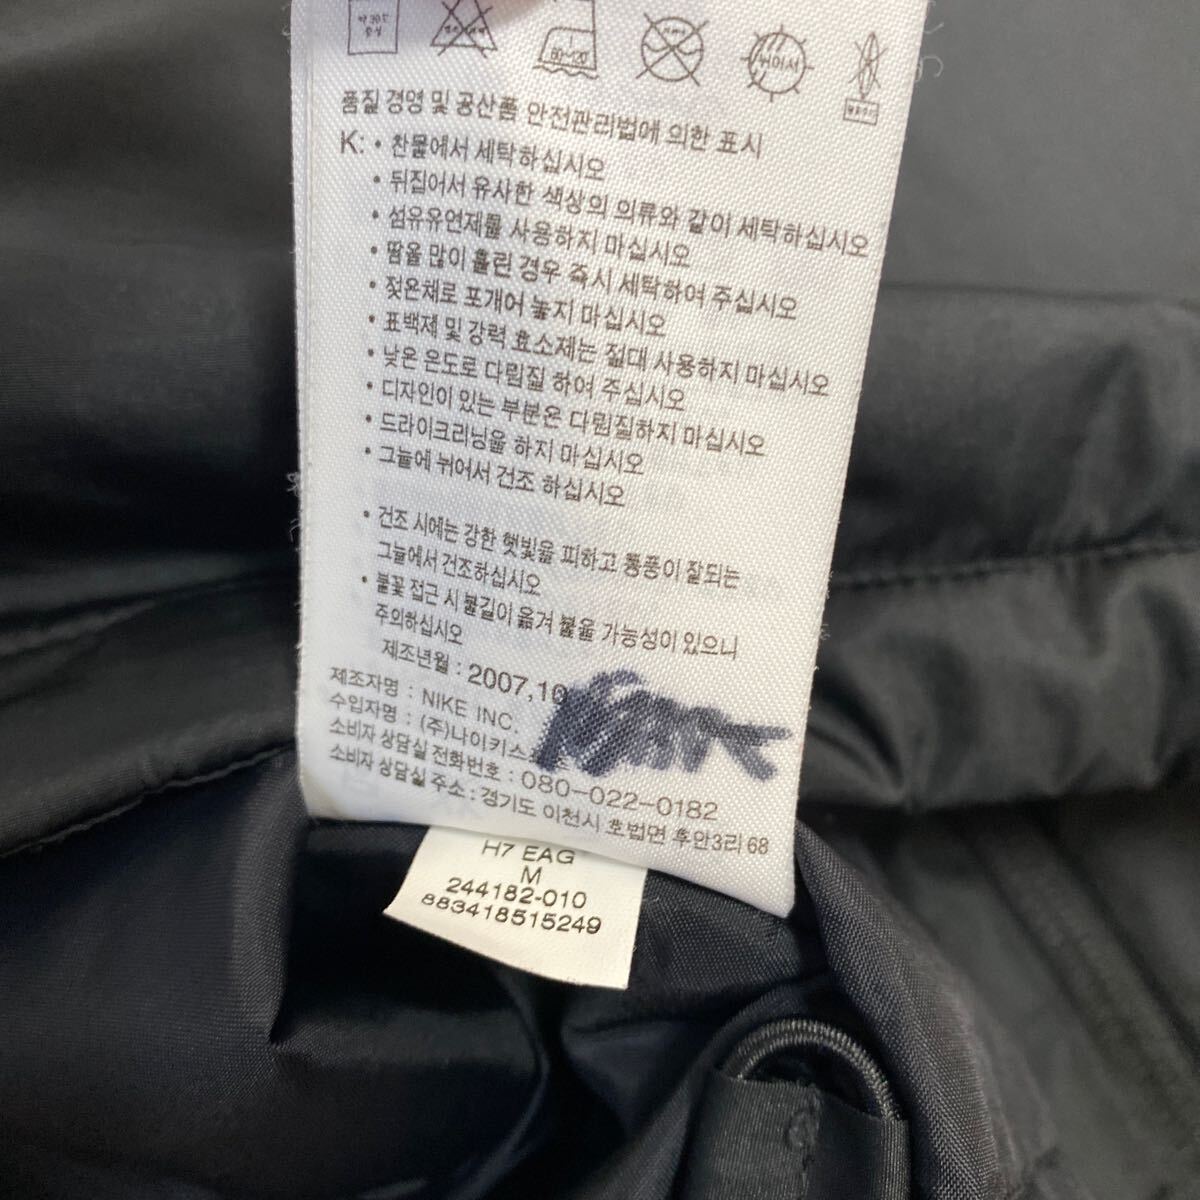 약 30℃
중성
80~120
뉘어서
품질 경영 및 공산품 안전관리법에 의한 표시
K: • 찬물에서 세탁하십시오
• 뒤집어서 유사한 색상의 의류와 같이 세탁하십시오
• 섬유유연제를 사용하지 마십시오
• 땀을 많이 흘린 경우 즉시 세탁하여 주십시오
• 젖은채로 포개어 놓지 마십시오
• 표백제 및 강력 효소제는 절대 사용하지 마십시오
• 낮은 온도로 다림질 하여 주십시오
• 디자인이 있는 부분은 다림질하지 마십시오
• 드라이크리닝을 하지 마십시오
• 그늘에 뉘어서 건조 하십시오
• 건조 시에는 강한 햇빛을 피하고 통풍이 잘되는
그늘에서 건조하십시오
• 불꽃 접근 시 불길이 옮겨 붙을 가능성이 있으니
주의하십시오
제조년월 : 2007,10
제조자명 : NIKE INC.
수입자명 : (주)나이키스
소비자 상담실 전화번호 : 080-022-0182
소비자 상담실 주소 : 경기도 이천시 호법면 후안3리 68
H7 EAG
M
244182-010
883418515249